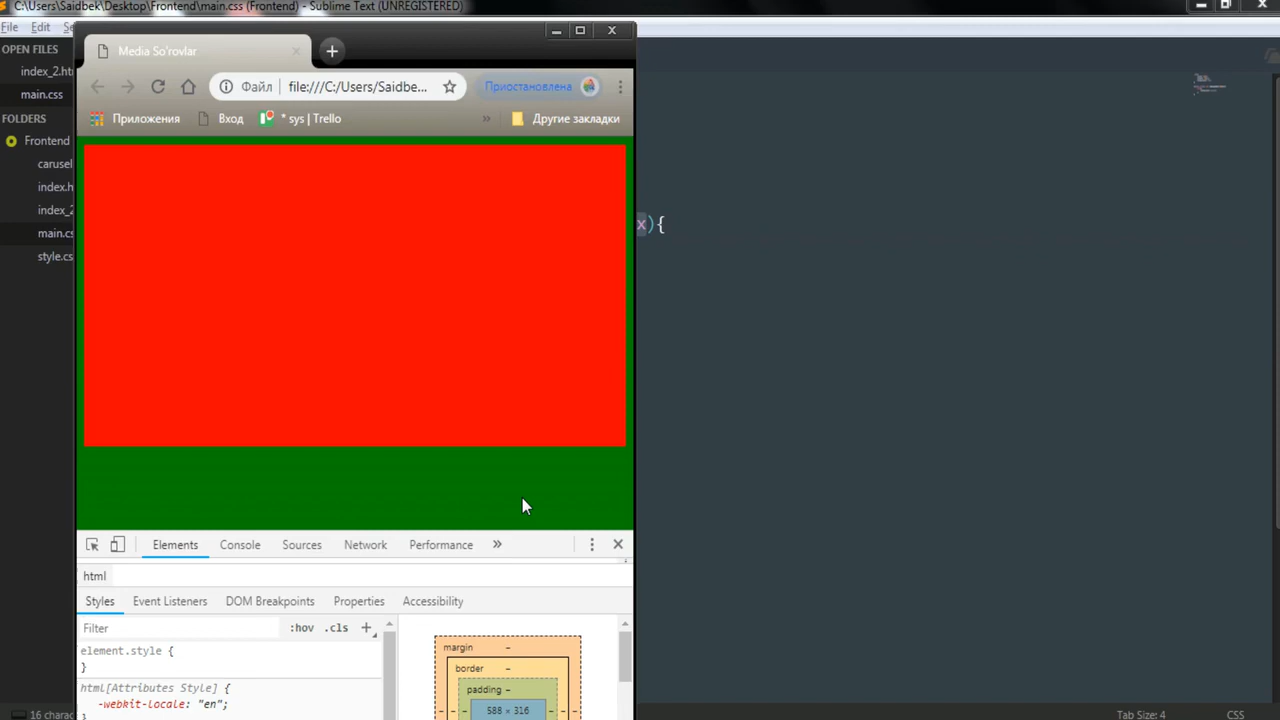 C:\Users\Saidbek\Desktop\Frontend\main.css (Frontend) - Sublime Text (UNREGISTERED)
File Edit
OPEN FILES
index_2.ht
main.css
FOLDERS
Frontend
carusel
index.h
index_2
main.cs
style.cs
Media So'rovlar
Файл file:///C:/Users/Saidbe... Приостановлена
Приложения Вход * sys | Trello » Другие закладки
x){
Elements Console Sources Network Performance »
html
Styles Event Listeners DOM Breakpoints Properties Accessibility
Filter :hov .cls +
element.style {
}
html[Attributes Style] {
-webkit-locale: "en";
}
margin -
border -
padding -
- - - 588 × 316 - - -
16 charac
Tab Size: 4 CSS